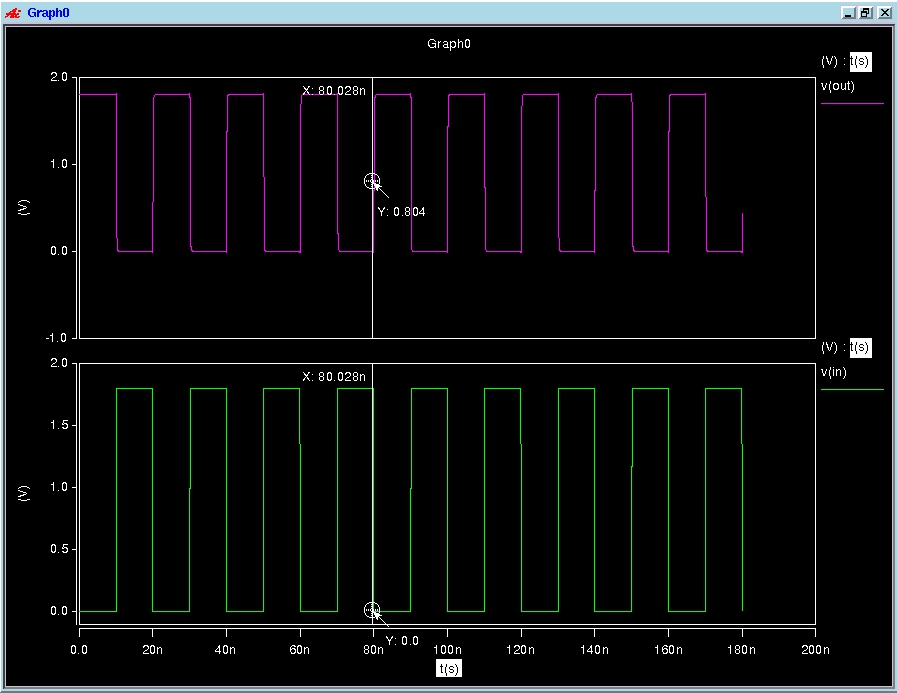 Graph0
Graph0
(V) : t(s)
v(out)
2.0
1.0
0.0
-1.0
(V)
X: 80.028n
Y: 0.804
(V) : t(s)
v(in)
2.0
1.5
1.0
0.5
0.0
(V)
X: 80.028n
Y: 0.0
0.0 20n 40n 60n 80n 100n 120n 140n 160n 180n 200n
t(s)